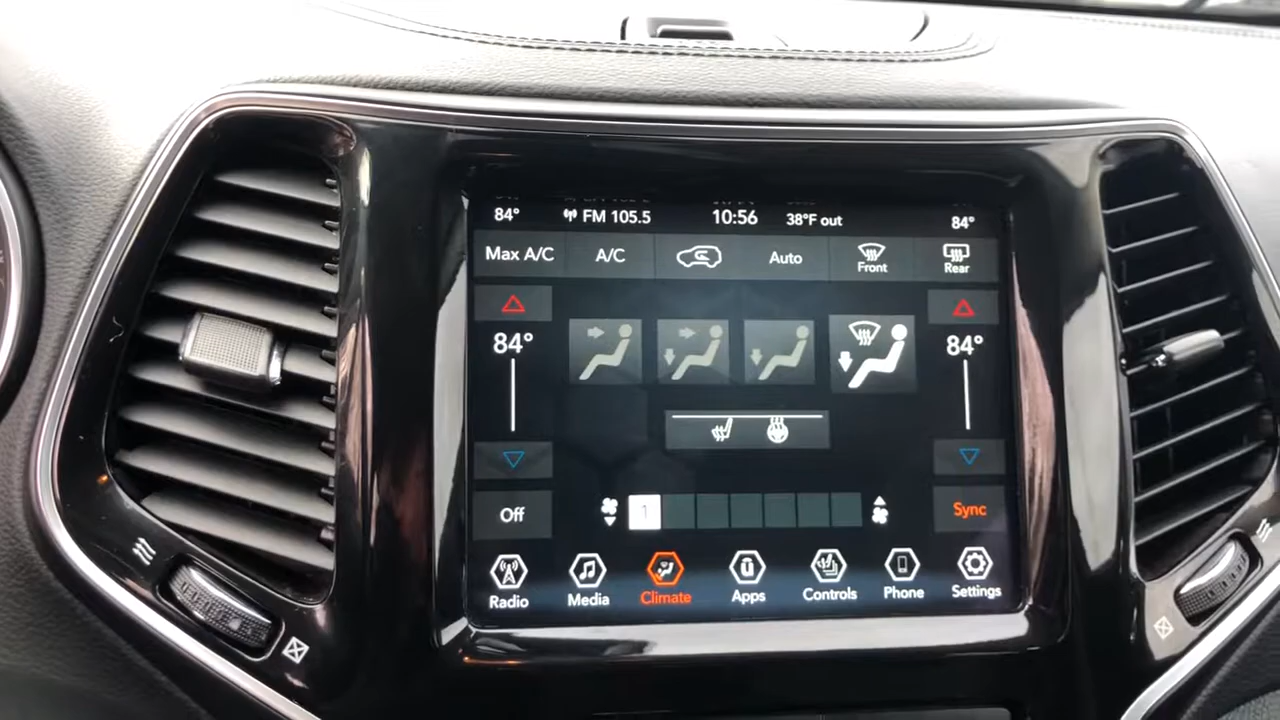 84° FM 105.5 10:56 38°F out 84°
Max A/C A/C Auto Front Rear
84° 84°
1
Off Sync
Radio Media Climate Apps Controls Phone Settings